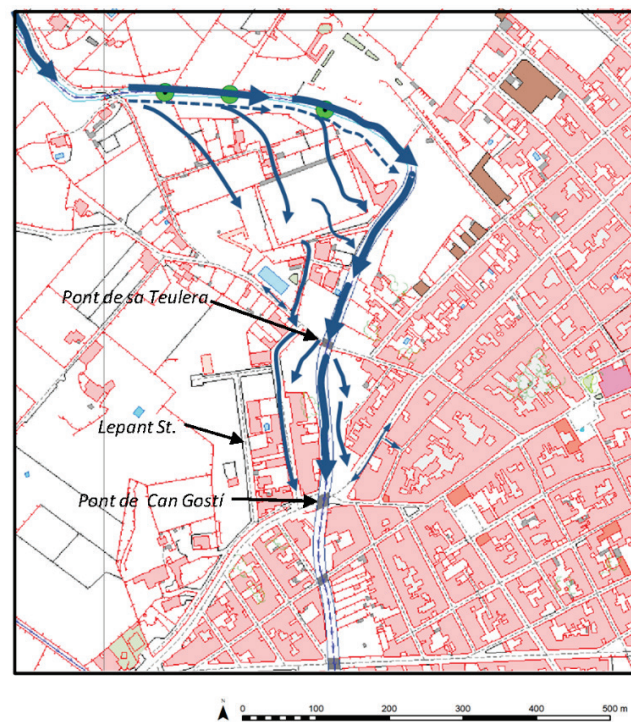 Pont de sa Teulera
Lepant St.
Pont de Can Gostí
N
0 100 200 300 400 500 m